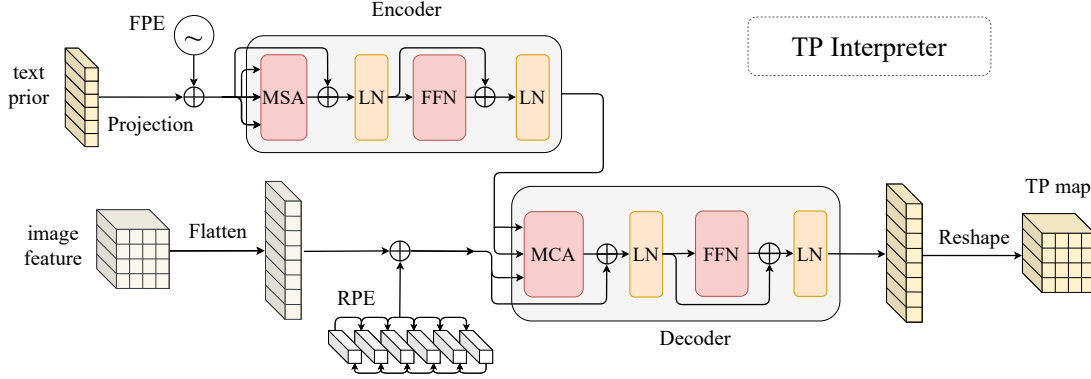 Encoder
FPE
TP Interpreter
text
prior
MSA
LN
FFN
LN
Projection
TP map
image
feature
Flatten
MCA
LN
FFN
LN
Reshape
RPE
Decoder